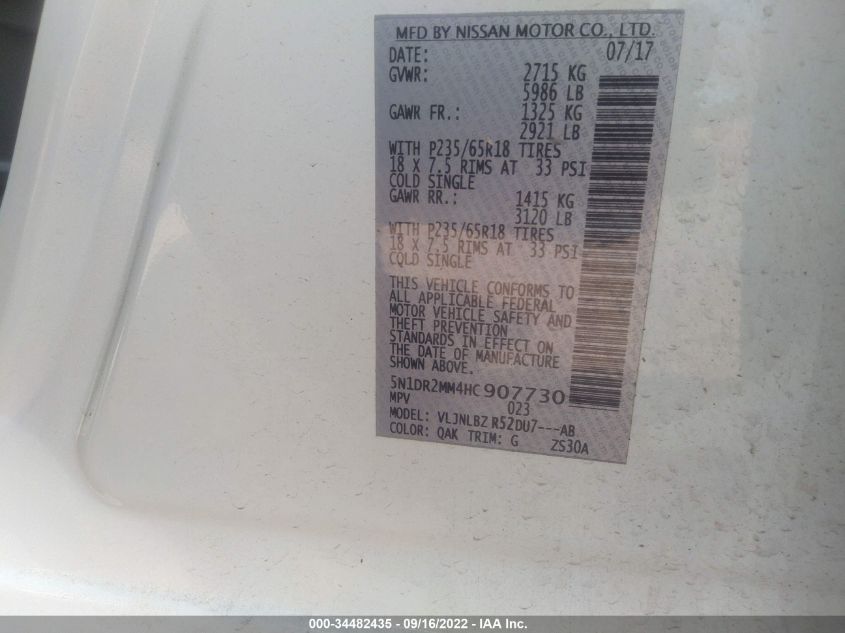 MFD BY NISSAN MOTOR CO., LTD.
DATE: 07/17
GVWR: 2715 KG
5986 LB
GAWR FR.: 1325 KG
2921 LB
WITH P235/65R18 TIRES
18 X 7.5 RIMS AT 33 PSI
COLD SINGLE
GAWR RR.: 1415 KG
3120 LB
WITH P235/65R18 TIRES
18 X 7.5 RIMS AT 33 PSI
COLD SINGLE
THIS VEHICLE CONFORMS TO
ALL APPLICABLE FEDERAL
MOTOR VEHICLE SAFETY AND
THEFT PREVENTION
STANDARDS IN EFFECT ON
THE DATE OF MANUFACTURE
SHOWN ABOVE.
5N1DR2MM4HC907730
MPV 023
MODEL: VLJNLBZ R52DU7---AB
COLOR: QAK TRIM: G ZS30A
000-34482435 - 09/16/2022 - IAA Inc.